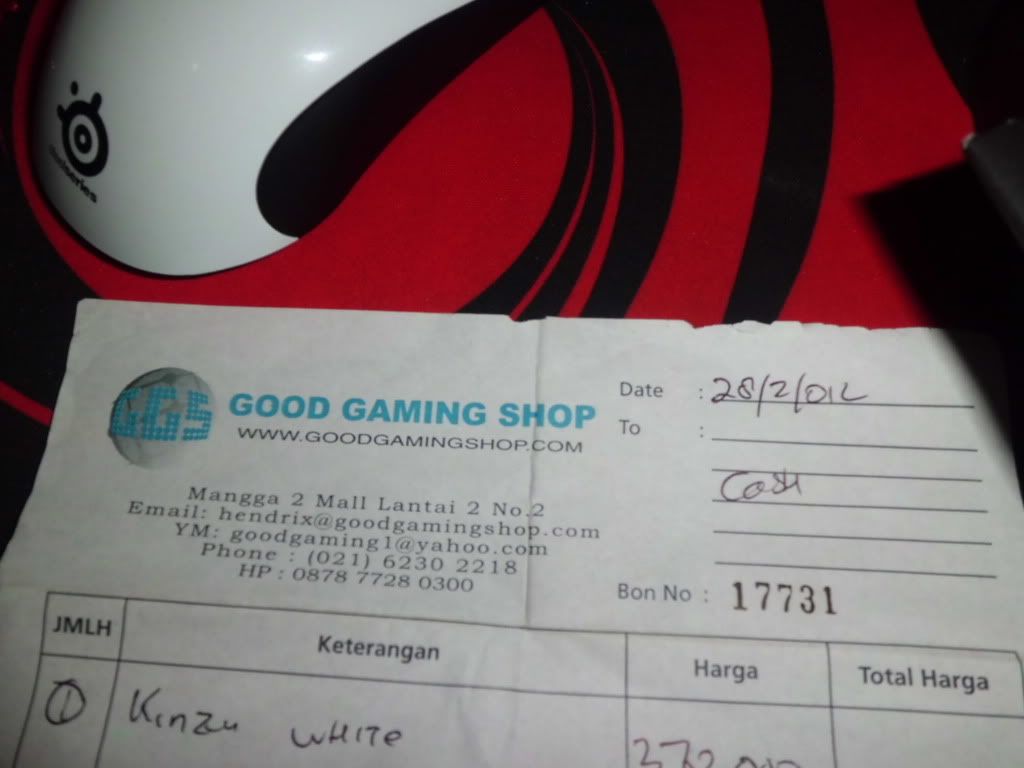 steelseries
GGS
GOOD GAMING SHOP
WWW.GOODGAMINGSHOP.COM
Mangga 2 Mall Lantai 2 No.2
Email: hendrix@goodgamingshop.com
YM: goodgaming1@yahoo.com
Phone : (021) 6230 2218
HP : 0878 7728 0300
Date : 28/2/012
To :
Cash
Bon No : 17731
JMLH Keterangan Harga Total Harga
1 Kinzu WHITE